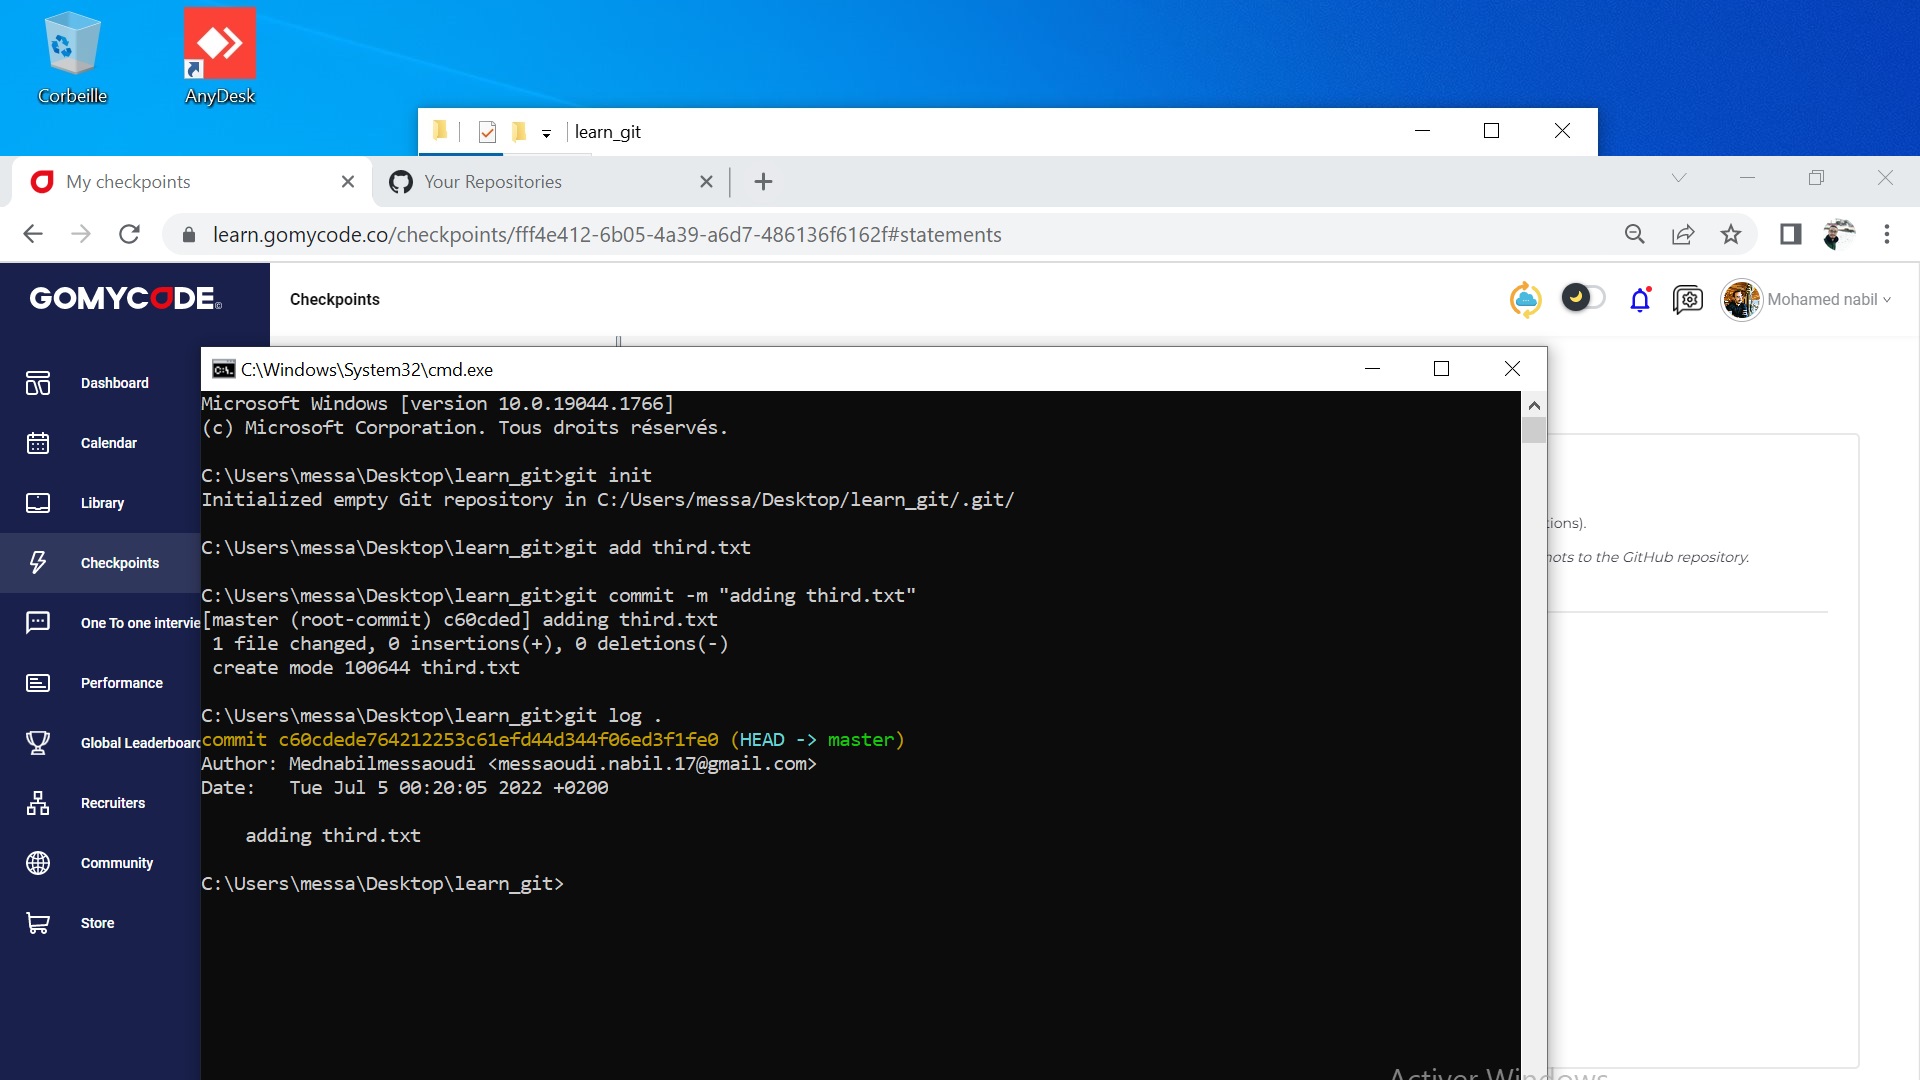 Corbeille
AnyDesk
learn_git
My checkpoints
Your Repositories
learn.gomycode.co/checkpoints/fff4e412-6b05-4a39-a6d7-486136f6162f#statements
GOMYCODE
Checkpoints
Mohamed nabil
Dashboard
Calendar
Library
Checkpoints
One To one intervie
Performance
Global Leaderboard
Recruiters
Community
Store
C:\Windows\System32\cmd.exe
Microsoft Windows [version 10.0.19044.1766]
(c) Microsoft Corporation. Tous droits réservés.
C:\Users\messa\Desktop\learn_git>git init
Initialized empty Git repository in C:/Users/messa/Desktop/learn_git/.git/
C:\Users\messa\Desktop\learn_git>git add third.txt
C:\Users\messa\Desktop\learn_git>git commit -m "adding third.txt"
[master (root-commit) c60cded] adding third.txt
1 file changed, 0 insertions(+), 0 deletions(-)
create mode 100644 third.txt
C:\Users\messa\Desktop\learn_git>git log .
commit c60cdede764212253c61efd44d344f06ed3f1fe0 (HEAD -> master)
Author: Mednabilmessaoudi <messaoudi.nabil.17@gmail.com>
Date:   Tue Jul 5 00:20:05 2022 +0200
adding third.txt
C:\Users\messa\Desktop\learn_git>
tions).
hots to the GitHub repository.
Activer Windows